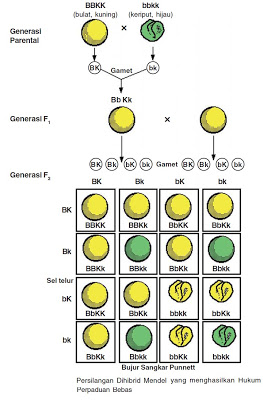 BBKK bbkk
(bulat, kuning) (keriput, hijau)
Generasi
Parental
×
BK Gamet bk
Bb Kk
Generasi F1 ×
BK Bk bK bk Gamet BK Bk bK bk
Generasi F2
BK Bk bK bk
BK
BBKK BBKk BbKK BbKk
Bk
BBKk BBkk BbKk Bbkk
Sel telur
bK
BbKK BbKk bbKK bbKk
bk
BbKk Bbkk bbKk bbkk
Bujur Sangkar Punnett
Persilangan Dihibrid Mendel yang menghasilkan Hukum
Perpaduan Bebas